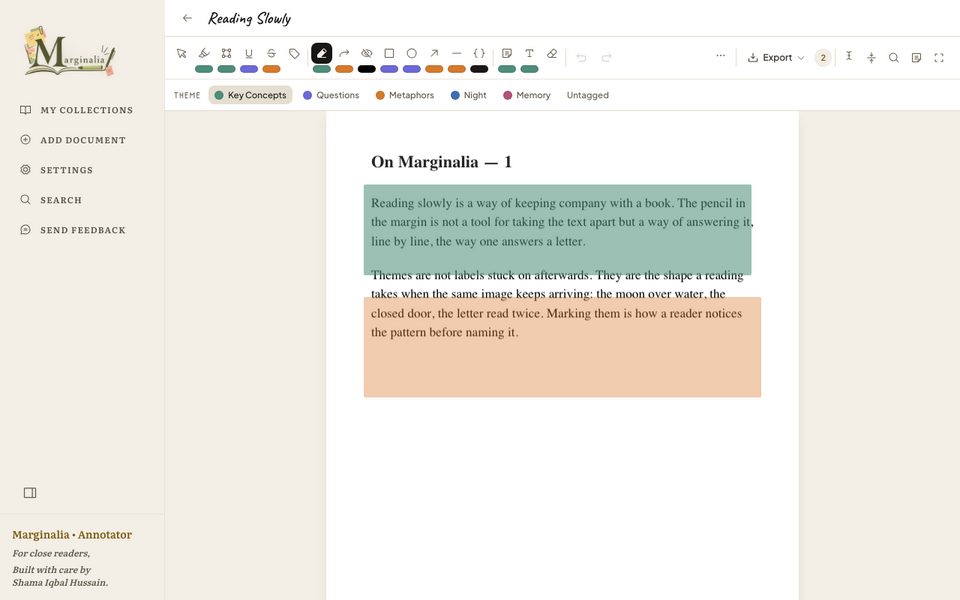 Marginalia
MY COLLECTIONS
ADD DOCUMENT
SETTINGS
SEARCH
SEND FEEDBACK
Marginalia • Annotator
For close readers,
Built with care by
Shama Iqbal Hussain.
Reading Slowly
U S T { } T
Export 2
THEME Key Concepts Questions Metaphors Night Memory Untagged
On Marginalia — 1
Reading slowly is a way of keeping company with a book. The pencil in
the margin is not a tool for taking the text apart but a way of answering it,
line by line, the way one answers a letter.
Themes are not labels stuck on afterwards. They are the shape a reading
takes when the same image keeps arriving: the moon over water, the
closed door, the letter read twice. Marking them is how a reader notices
the pattern before naming it.